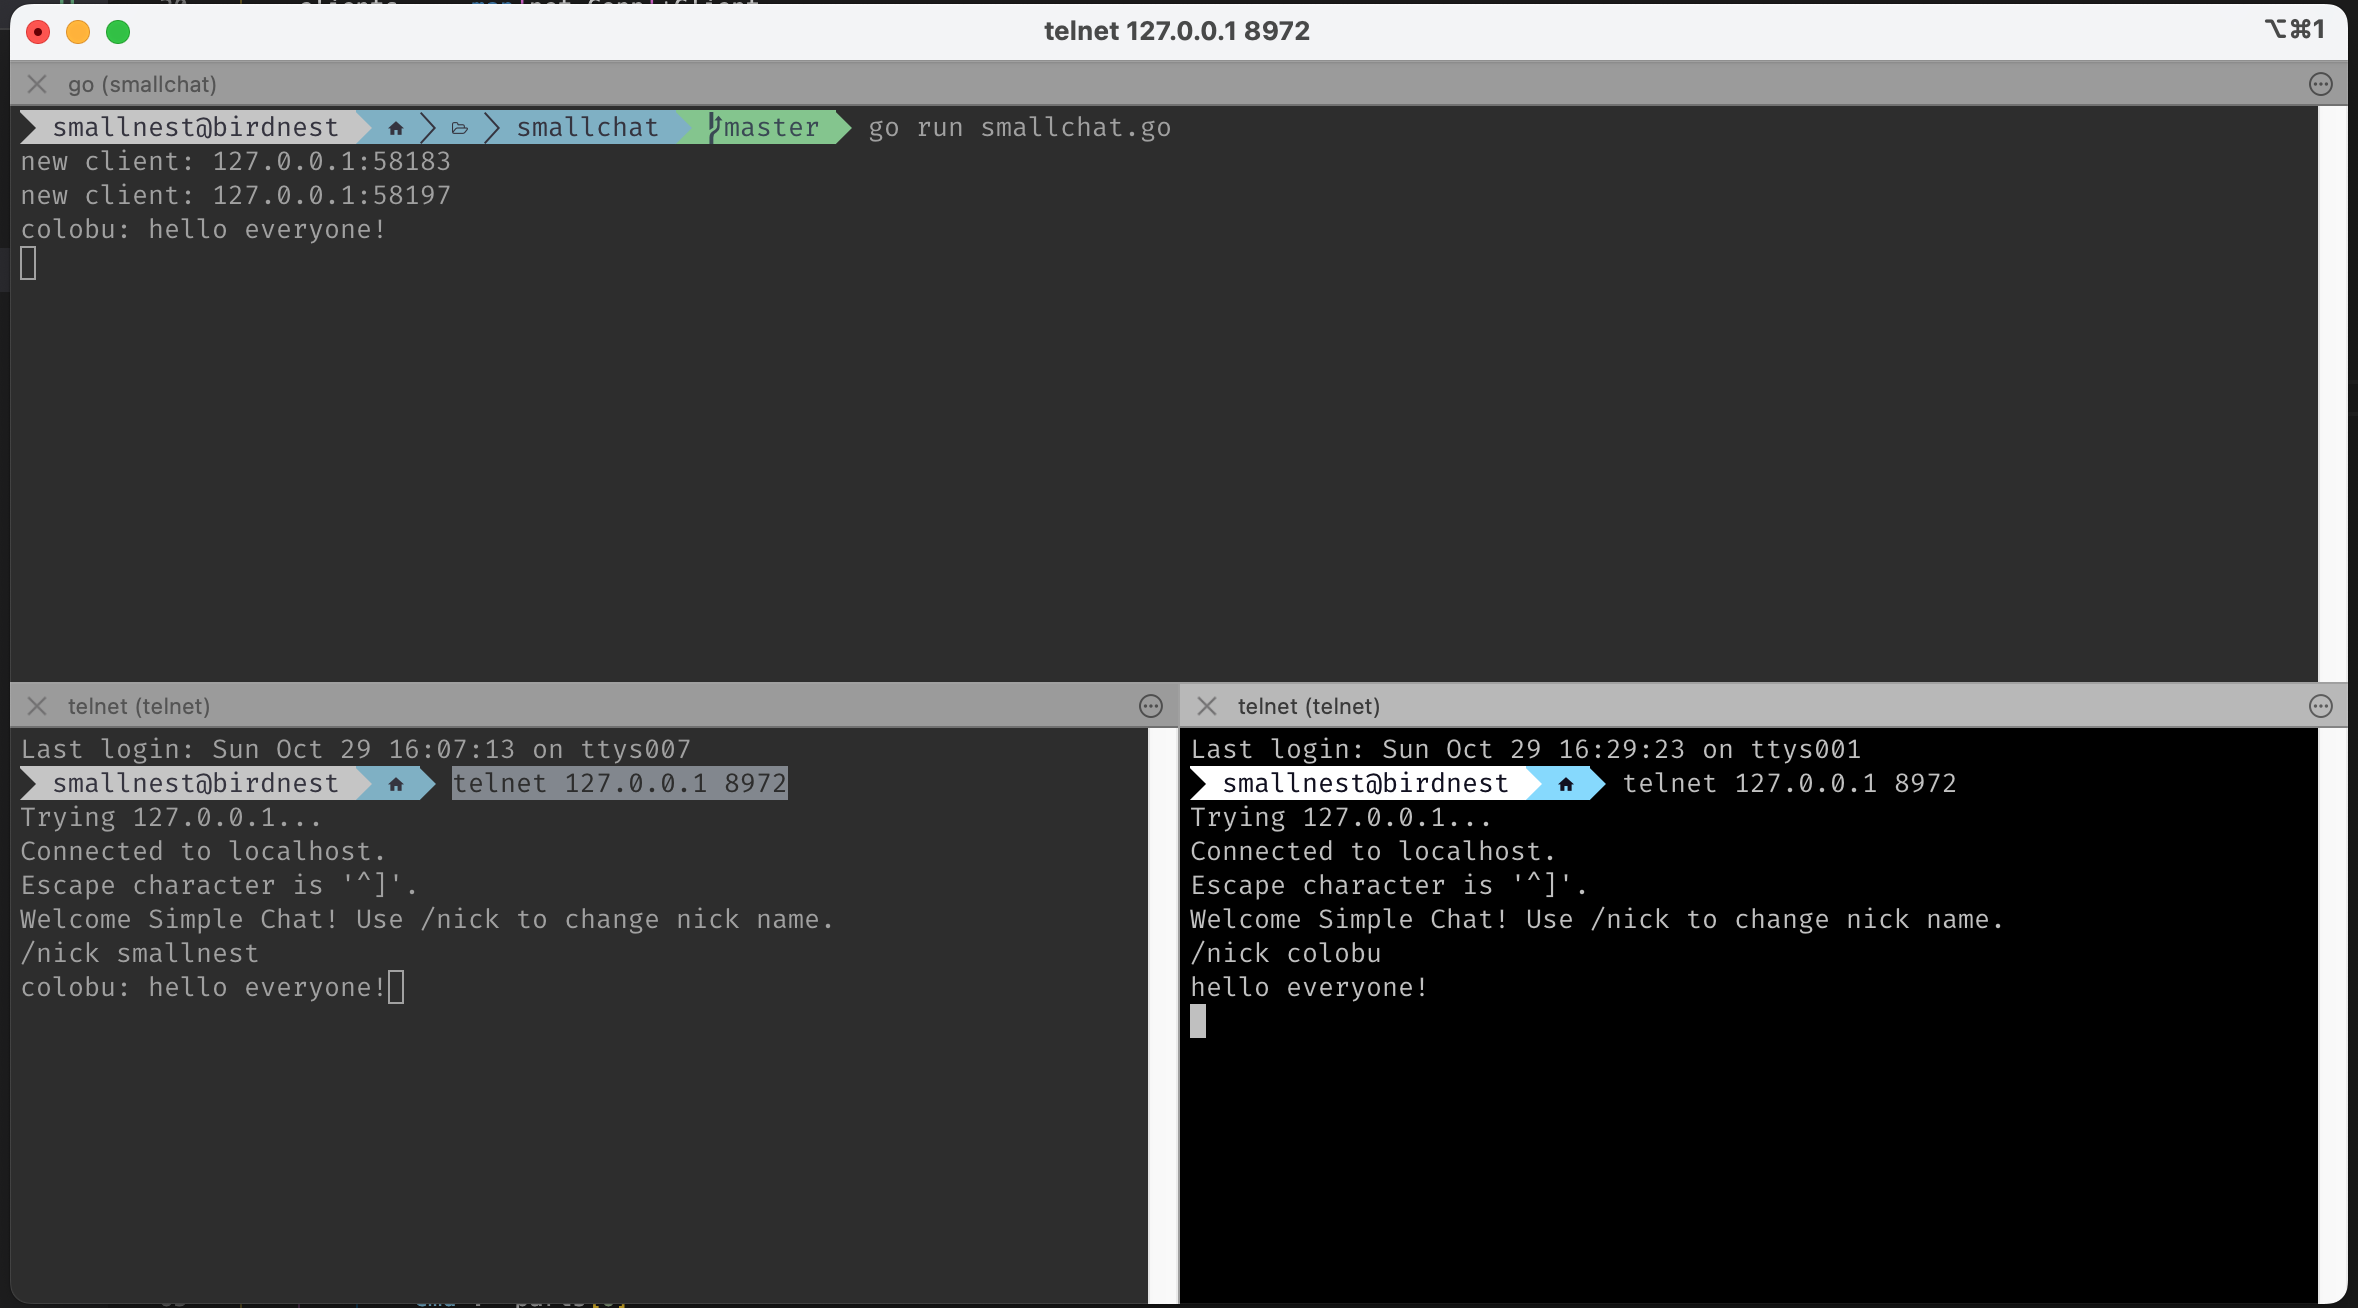 telnet 127.0.0.1 8972
⌥⌘1
go (smallchat)
smallnest@birdnest smallchat master go run smallchat.go
new client: 127.0.0.1:58183
new client: 127.0.0.1:58197
colobu: hello everyone!
telnet (telnet)
Last login: Sun Oct 29 16:07:13 on ttys007
smallnest@birdnest telnet 127.0.0.1 8972
Trying 127.0.0.1...
Connected to localhost.
Escape character is '^]'.
Welcome Simple Chat! Use /nick to change nick name.
/nick smallnest
colobu: hello everyone!
telnet (telnet)
Last login: Sun Oct 29 16:29:23 on ttys001
smallnest@birdnest telnet 127.0.0.1 8972
Trying 127.0.0.1...
Connected to localhost.
Escape character is '^]'.
Welcome Simple Chat! Use /nick to change nick name.
/nick colobu
hello everyone!